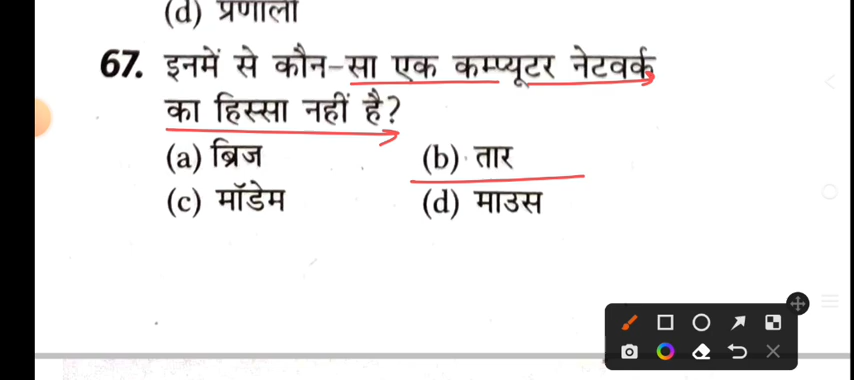 (d) प्रणाली
67. इनमें से कौन-सा एक कम्प्यूटर नेटवर्क
का हिस्सा नहीं है?
(a) ब्रिज (b) तार
(c) मॉडेम (d) माउस